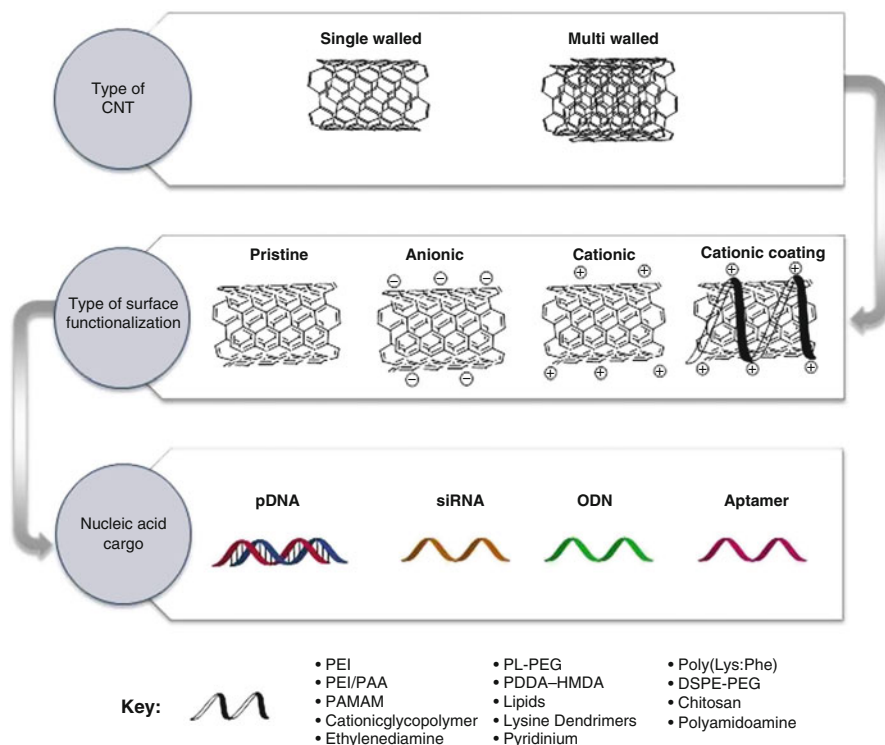 Single walled
Multi walled
Type of
CNT
Pristine
Anionic
Cationic
Cationic coating
Type of surface
functionalization
pDNA
siRNA
ODN
Aptamer
Nucleic acid
cargo
Key:
• PEI
• PEI/PAA
• PAMAM
• Cationicglycopolymer
• Ethylenediamine
• PL-PEG
• PDDA–HMDA
• Lipids
• Lysine Dendrimers
• Pyridinium
• Poly(Lys:Phe)
• DSPE-PEG
• Chitosan
• Polyamidoamine